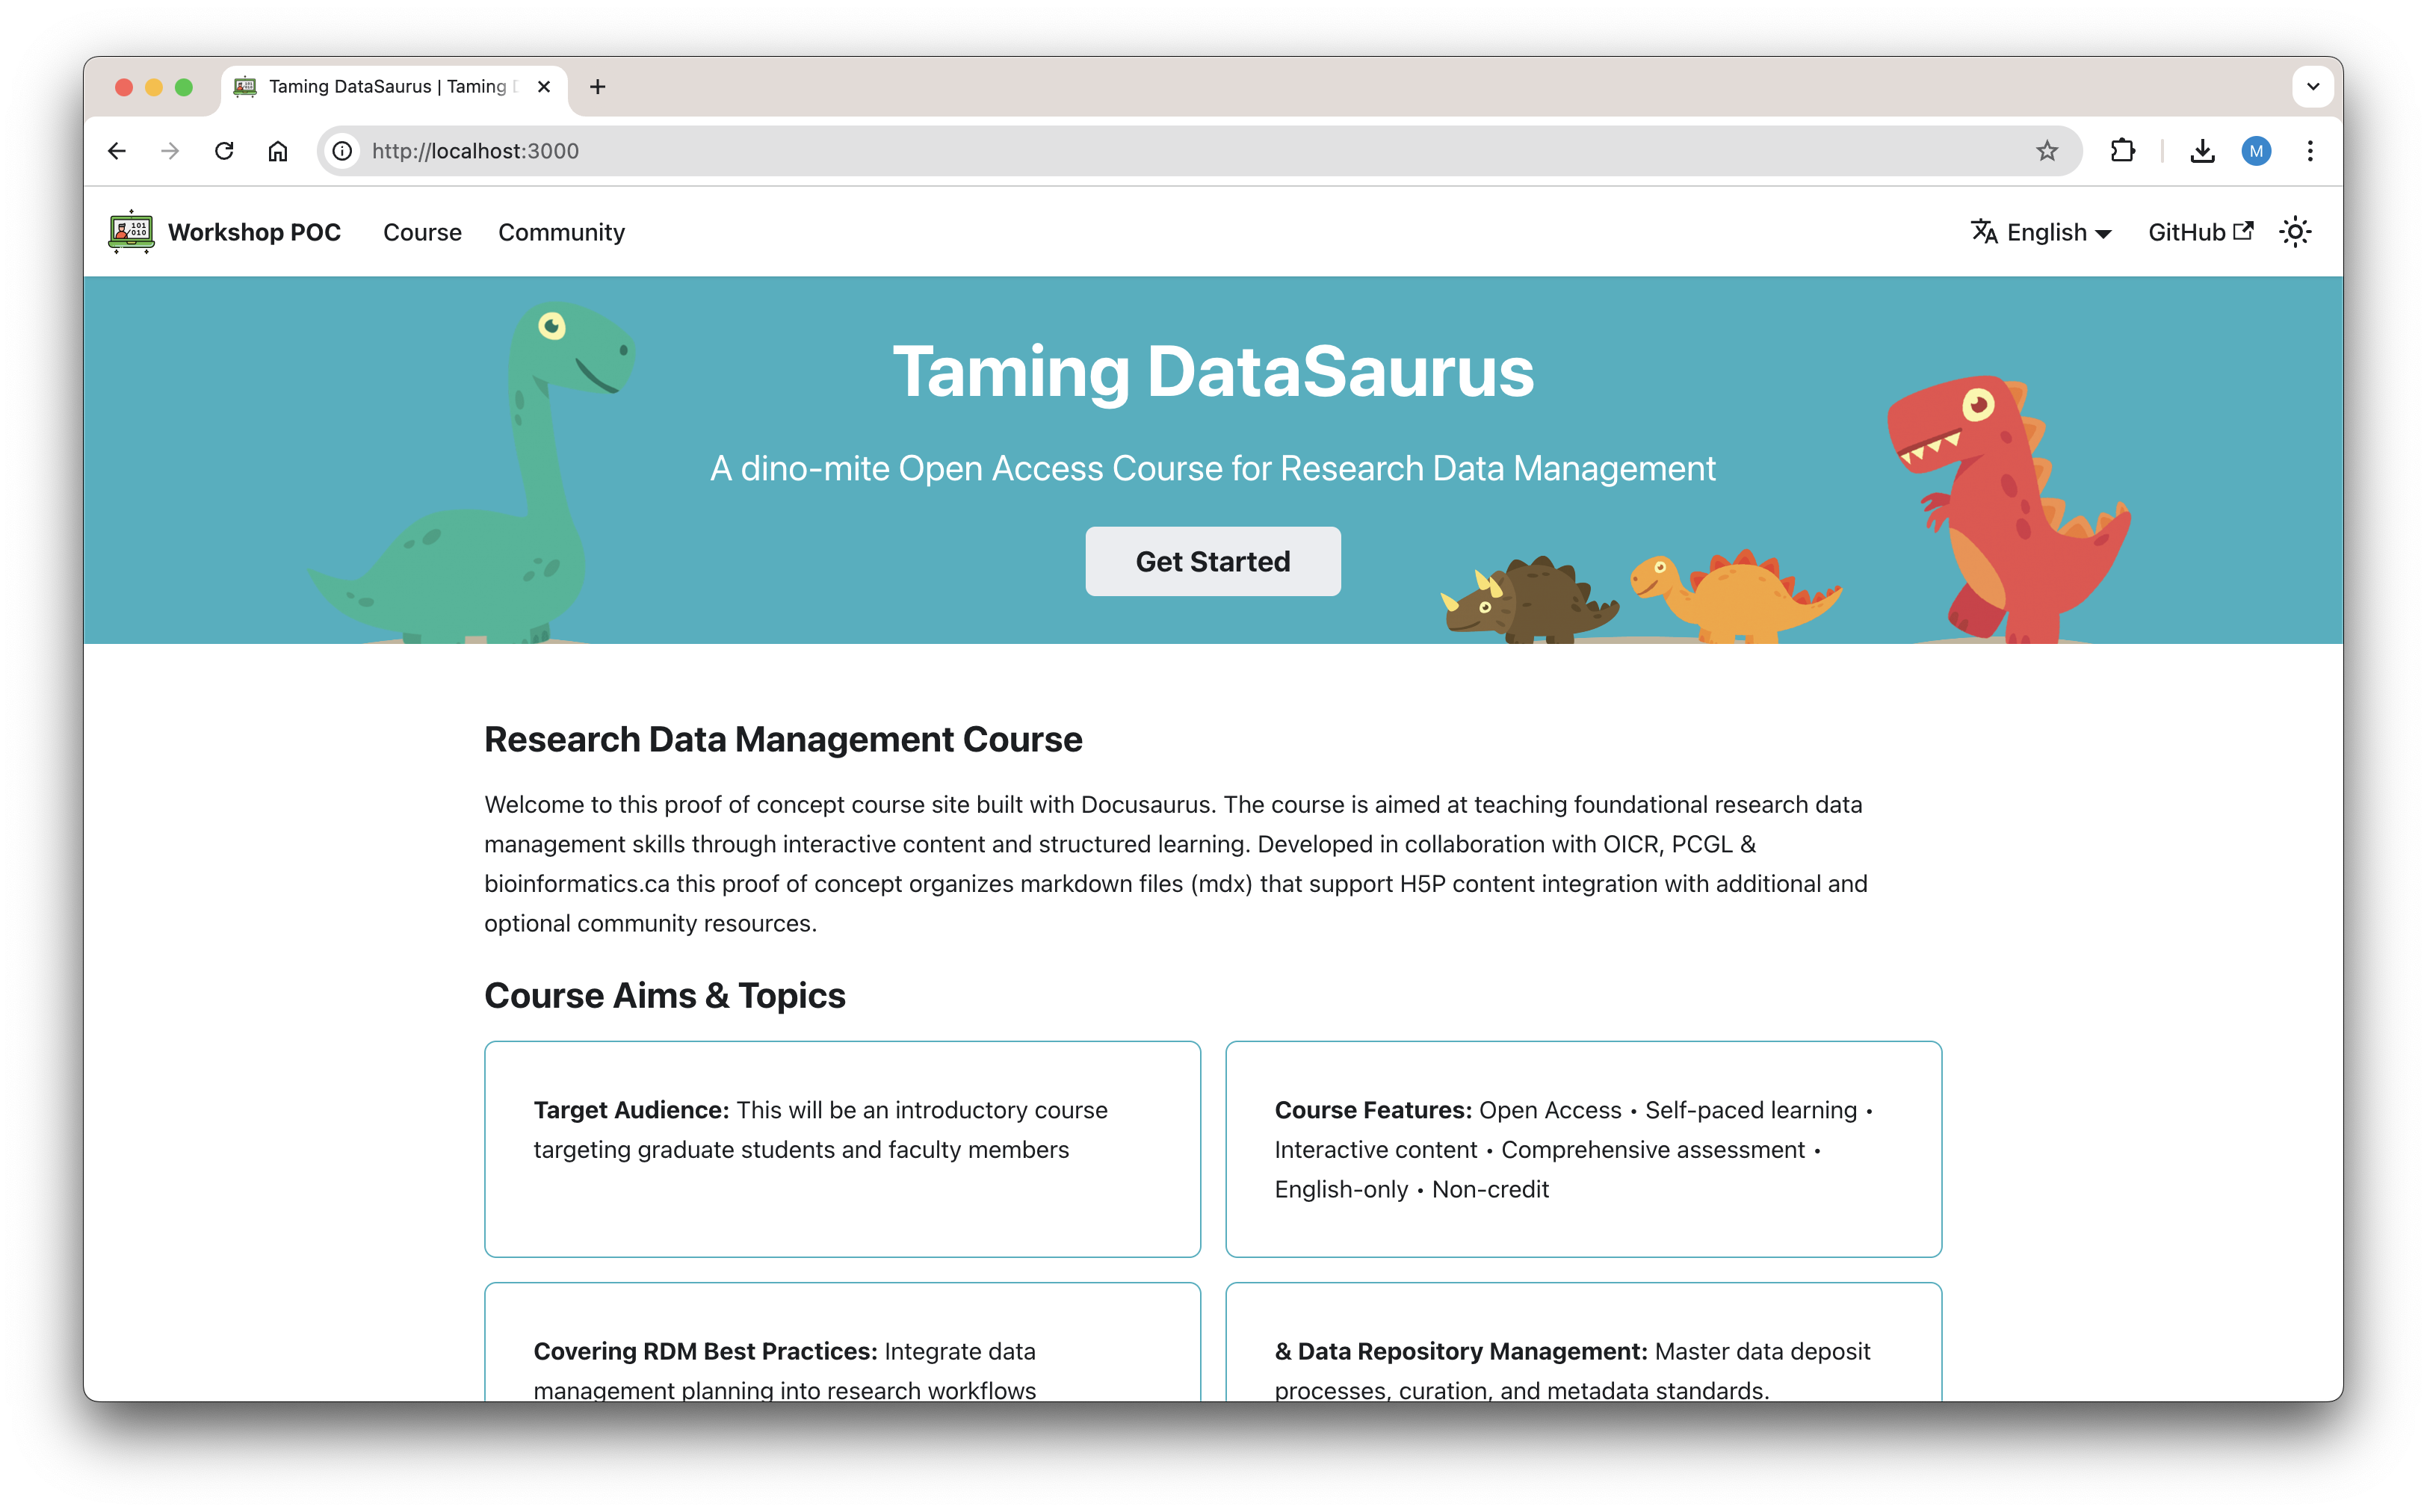 Taming DataSaurus | Taming
http://localhost:3000
M
101
010
Workshop POC
Course
Community
English
GitHub
Taming DataSaurus
A dino-mite Open Access Course for Research Data Management
Get Started
Research Data Management Course
Welcome to this proof of concept course site built with Docusaurus. The course is aimed at teaching foundational research data
management skills through interactive content and structured learning. Developed in collaboration with OICR, PCGL &
bioinformatics.ca this proof of concept organizes markdown files (mdx) that support H5P content integration with additional and
optional community resources.
Course Aims & Topics
Target Audience: This will be an introductory course
targeting graduate students and faculty members
Course Features: Open Access • Self-paced learning •
Interactive content • Comprehensive assessment •
English-only • Non-credit
Covering RDM Best Practices: Integrate data
management planning into research workflows
& Data Repository Management: Master data deposit
processes, curation, and metadata standards.